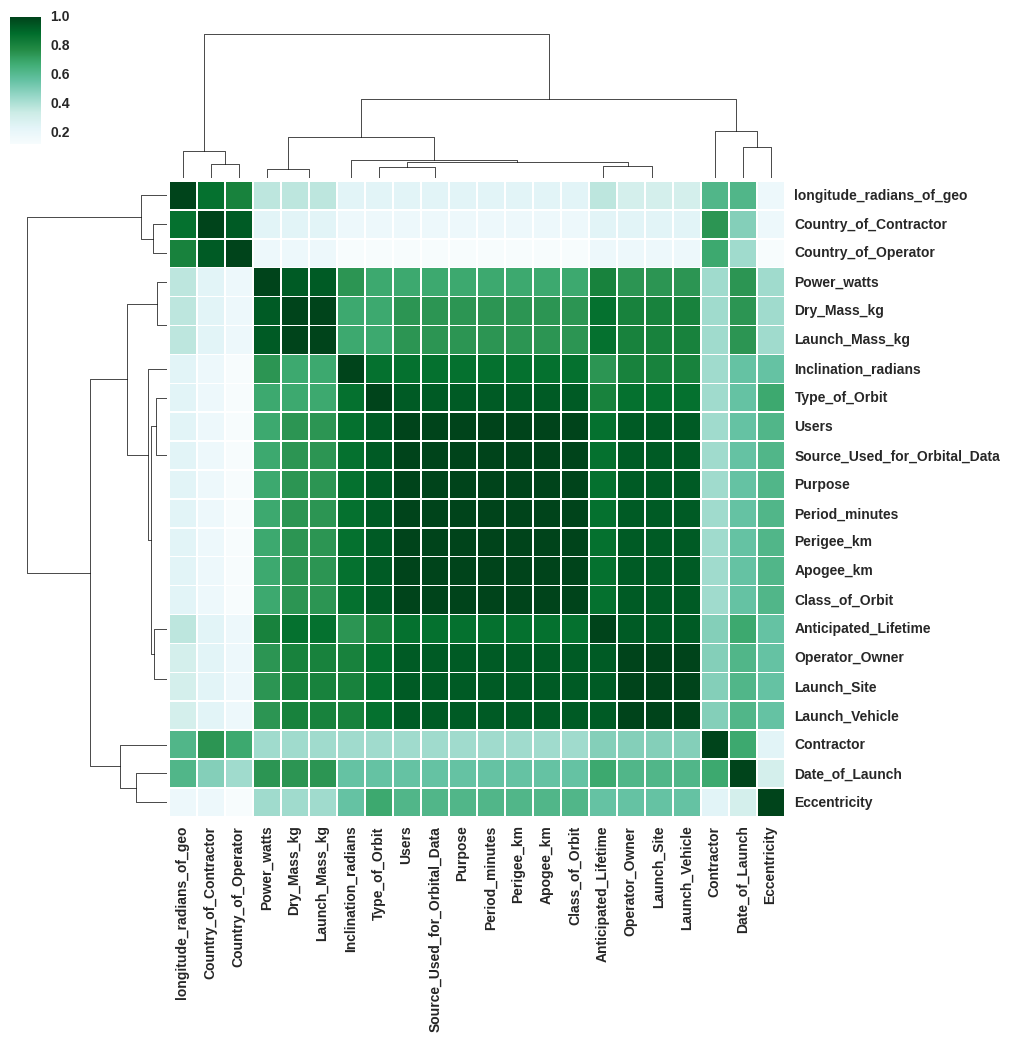 1.0
0.8
0.6
0.4
0.2
longitude_radians_of_geo
Country_of_Contractor
Country_of_Operator
Power_watts
Dry_Mass_kg
Launch_Mass_kg
Inclination_radians
Type_of_Orbit
Users
Source_Used_for_Orbital_Data
Purpose
Period_minutes
Perigee_km
Apogee_km
Class_of_Orbit
Anticipated_Lifetime
Operator_Owner
Launch_Site
Launch_Vehicle
Contractor
Date_of_Launch
Eccentricity
longitude_radians_of_geo
Country_of_Contractor
Country_of_Operator
Power_watts
Dry_Mass_kg
Launch_Mass_kg
Inclination_radians
Type_of_Orbit
Users
Source_Used_for_Orbital_Data
Purpose
Period_minutes
Perigee_km
Apogee_km
Class_of_Orbit
Anticipated_Lifetime
Operator_Owner
Launch_Site
Launch_Vehicle
Contractor
Date_of_Launch
Eccentricity